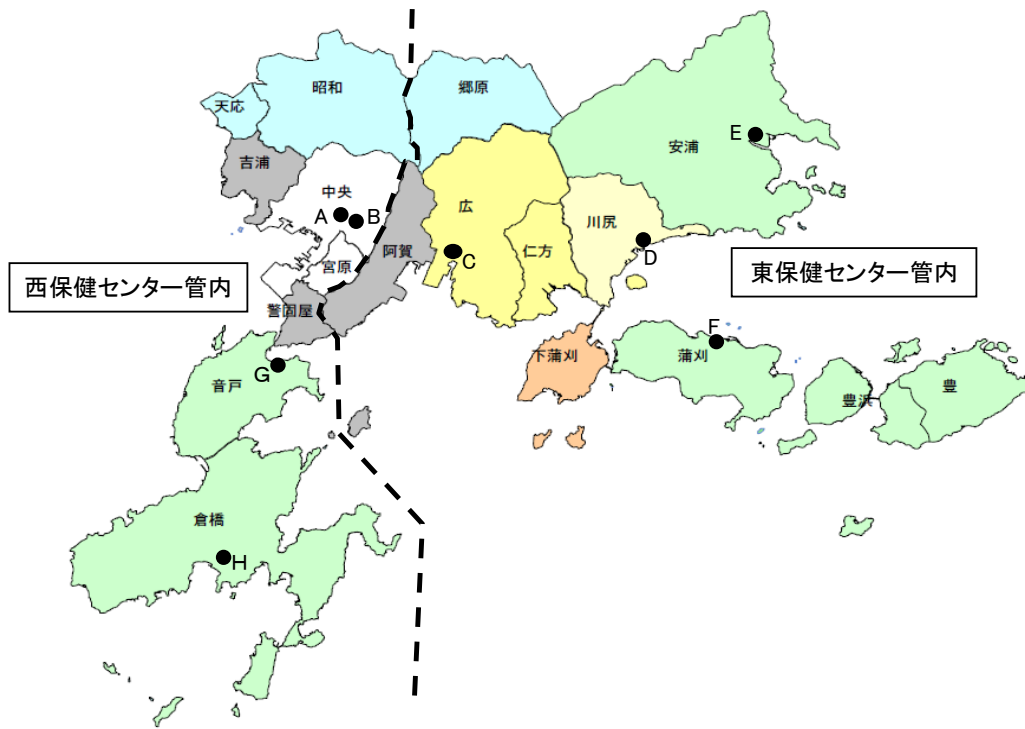 昭和
郷原
天応
吉浦
安浦
E
中央
A
B
広
川尻
阿賀
C
仁方
D
宮原
西保健センター管内
東保健センター管内
警固屋
F
下蒲刈
蒲刈
音戸
G
豊浜
豊
倉橋
H